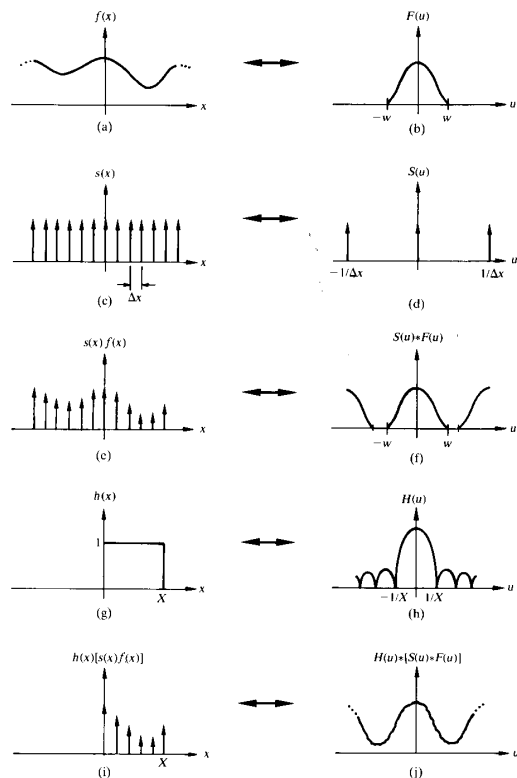 f(x)
F(u)
x
−w
w
u
(a)
(b)
s(x)
S(u)
x
−1/Δx
1/Δx
u
Δx
(c)
(d)
s(x) f(x)
S(u)∗F(u)
x
−w
w
u
(e)
(f)
h(x)
H(u)
1
X
x
−1/X
1/X
u
(g)
(h)
h(x)[s(x) f(x)]
H(u)∗[S(u)∗F(u)]
X
x
u
(i)
(j)